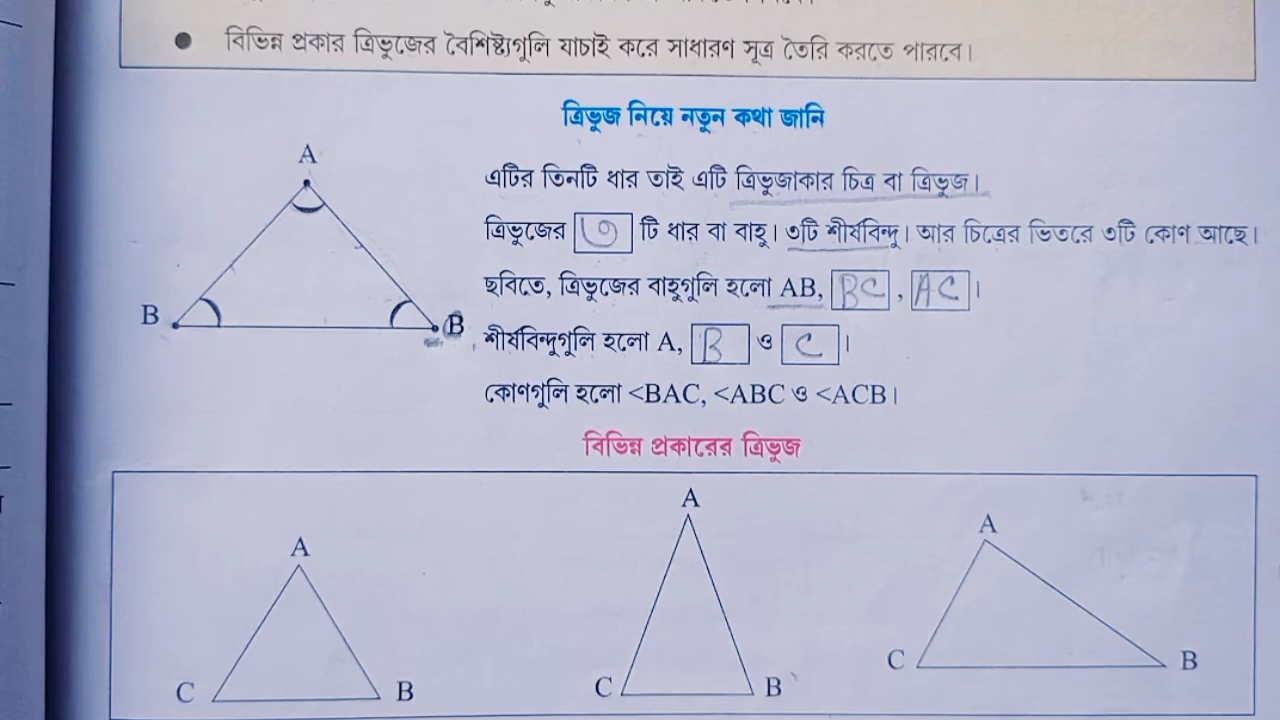 বিভিন্ন প্রকার ত্রিভুজের বৈশিষ্ট্যগুলি যাচাই করে সাধারণ সূত্র তৈরি করতে পারবে।
ত্রিভুজ নিয়ে নতুন কথা জানি
A
B
B
এটির তিনটি ধার তাই এটি ত্রিভুজাকার চিত্র বা ত্রিভুজ।
ত্রিভুজের ৩ টি ধার বা বাহু। ৩টি শীর্ষবিন্দু। আর চিত্রের ভিতরে ৩টি কোণ আছে।
ছবিতে, ত্রিভুজের বাহুগুলি হলো AB, BC, AC।
শীর্ষবিন্দুগুলি হলো A, B ও C।
কোণগুলি হলো <BAC, <ABC ও <ACB।
বিভিন্ন প্রকারের ত্রিভুজ
A
C
B
A
C
B
A
C
B